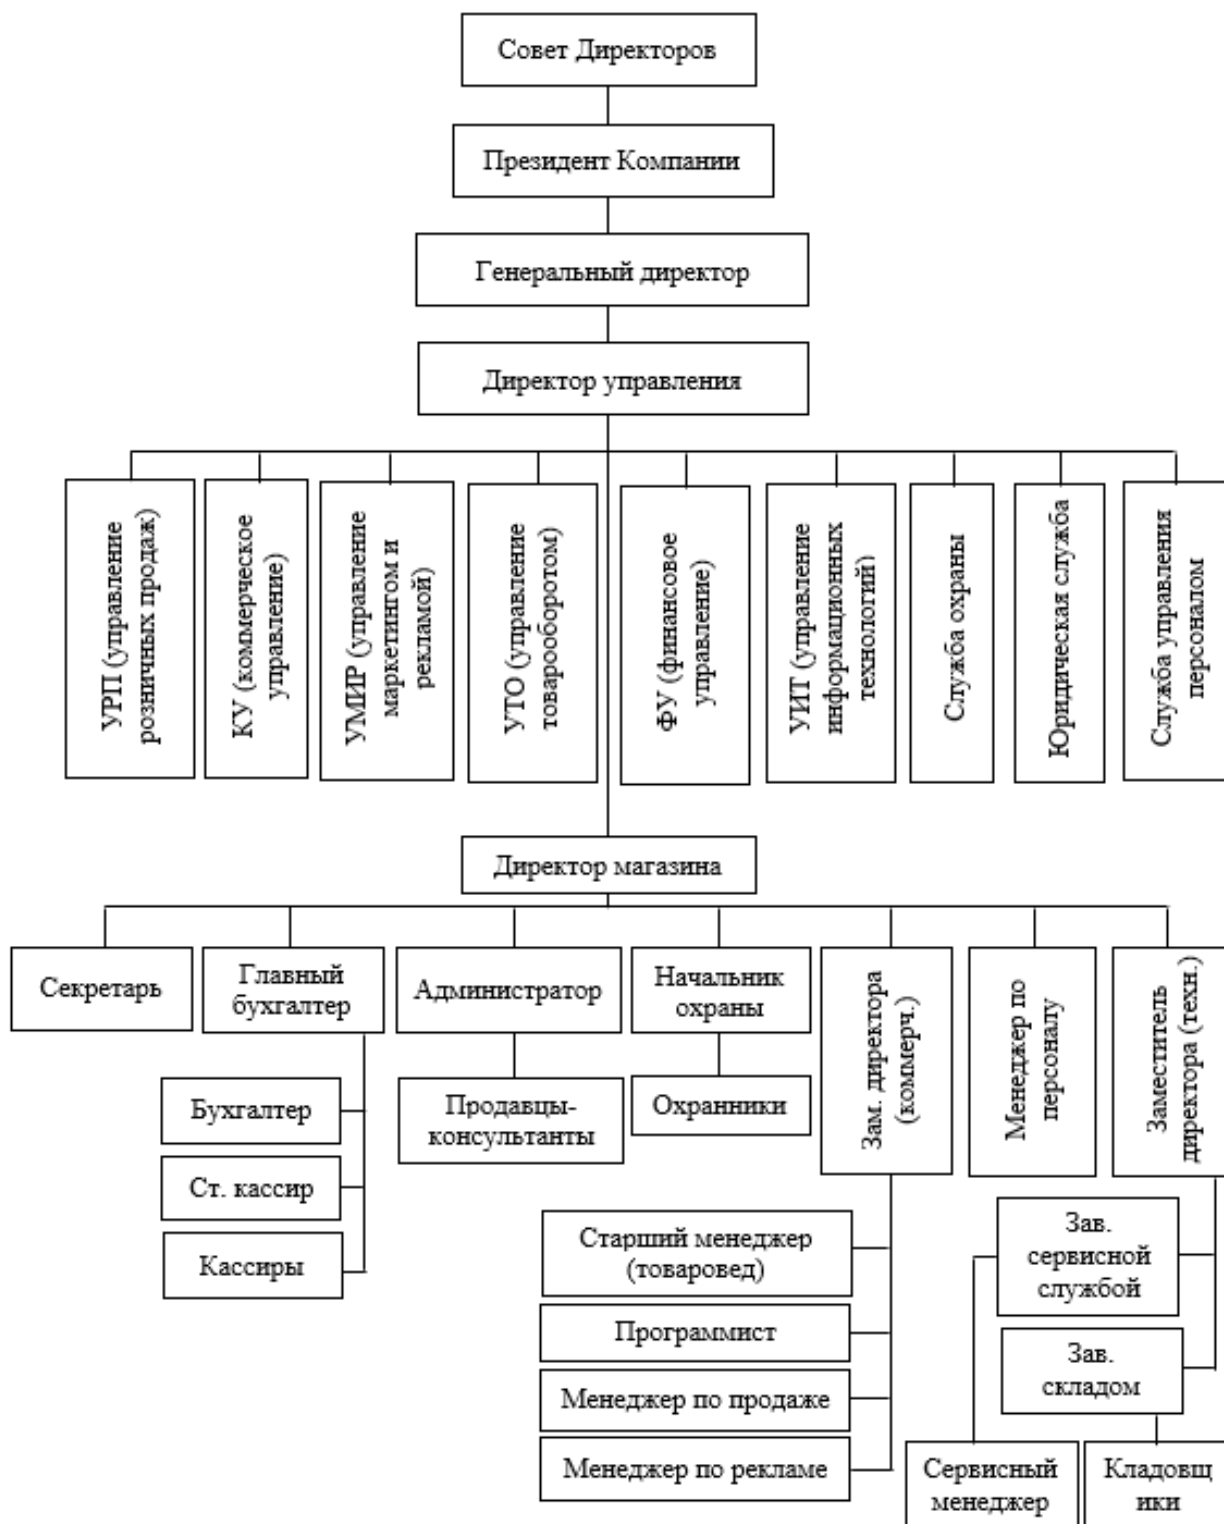 Совет Директоров
Президент Компании
Генеральный директор
Директор управления
УРП (управление
розничных продаж)
КУ (коммерческое
управление)
УМИР (управление
маркетингом и
рекламой)
УТО (управление
товарооборотом)
ФУ (финансовое
управление)
УИТ (управление
информационных
технологий)
Служба охраны
Юридическая служба
Служба управления
персоналом
Директор магазина
Секретарь
Главный
бухгалтер
Администратор
Начальник
охраны
Зам. директора
(коммерч.)
Менеджер по
персоналу
Заместитель
директора (техн.)
Бухгалтер
Ст. кассир
Кассиры
Продавцы-
консультанты
Охранники
Старший менеджер
(товаровед)
Программист
Менеджер по продаже
Менеджер по рекламе
Зав.
сервисной
службой
Зав.
складом
Сервисный
менеджер
Кладовщ
ики